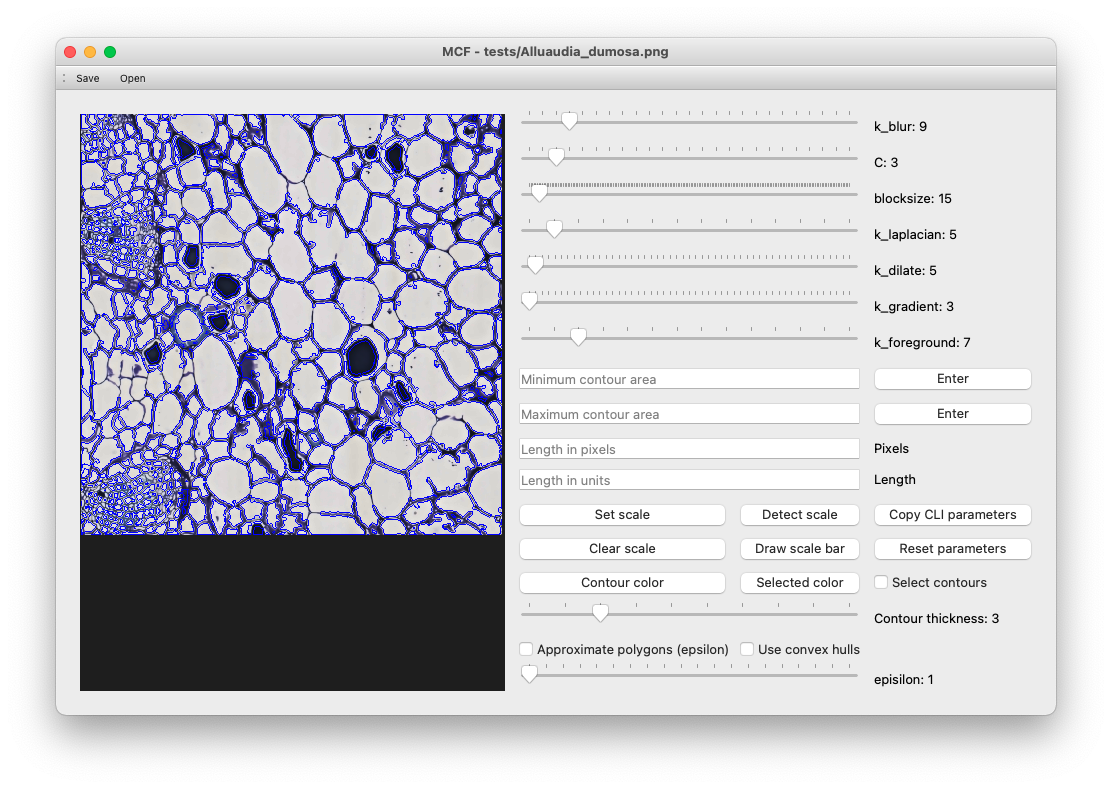 MCF - tests/Alluaudia_dumosa.png
Save Open
k_blur: 9
C: 3
blocksize: 15
k_laplacian: 5
k_dilate: 5
k_gradient: 3
k_foreground: 7
Minimum contour area Enter
Maximum contour area Enter
Length in pixels Pixels
Length in units Length
Set scale Detect scale Copy CLI parameters
Clear scale Draw scale bar Reset parameters
Contour color Selected color Select contours
Contour thickness: 3
Approximate polygons (epsilon) Use convex hulls
episilon: 1